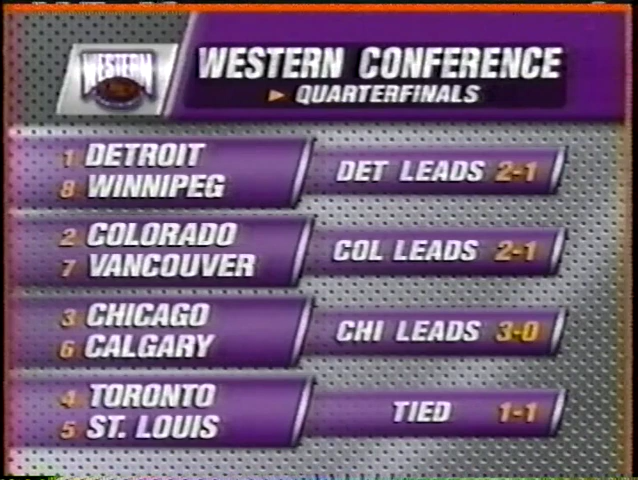 WESTERN
WESTERN CONFERENCE
► QUARTERFINALS
1 DETROIT
8 WINNIPEG
DET LEADS 2-1
2 COLORADO
7 VANCOUVER
COL LEADS 2-1
3 CHICAGO
6 CALGARY
CHI LEADS 3-0
4 TORONTO
5 ST. LOUIS
TIED 1-1